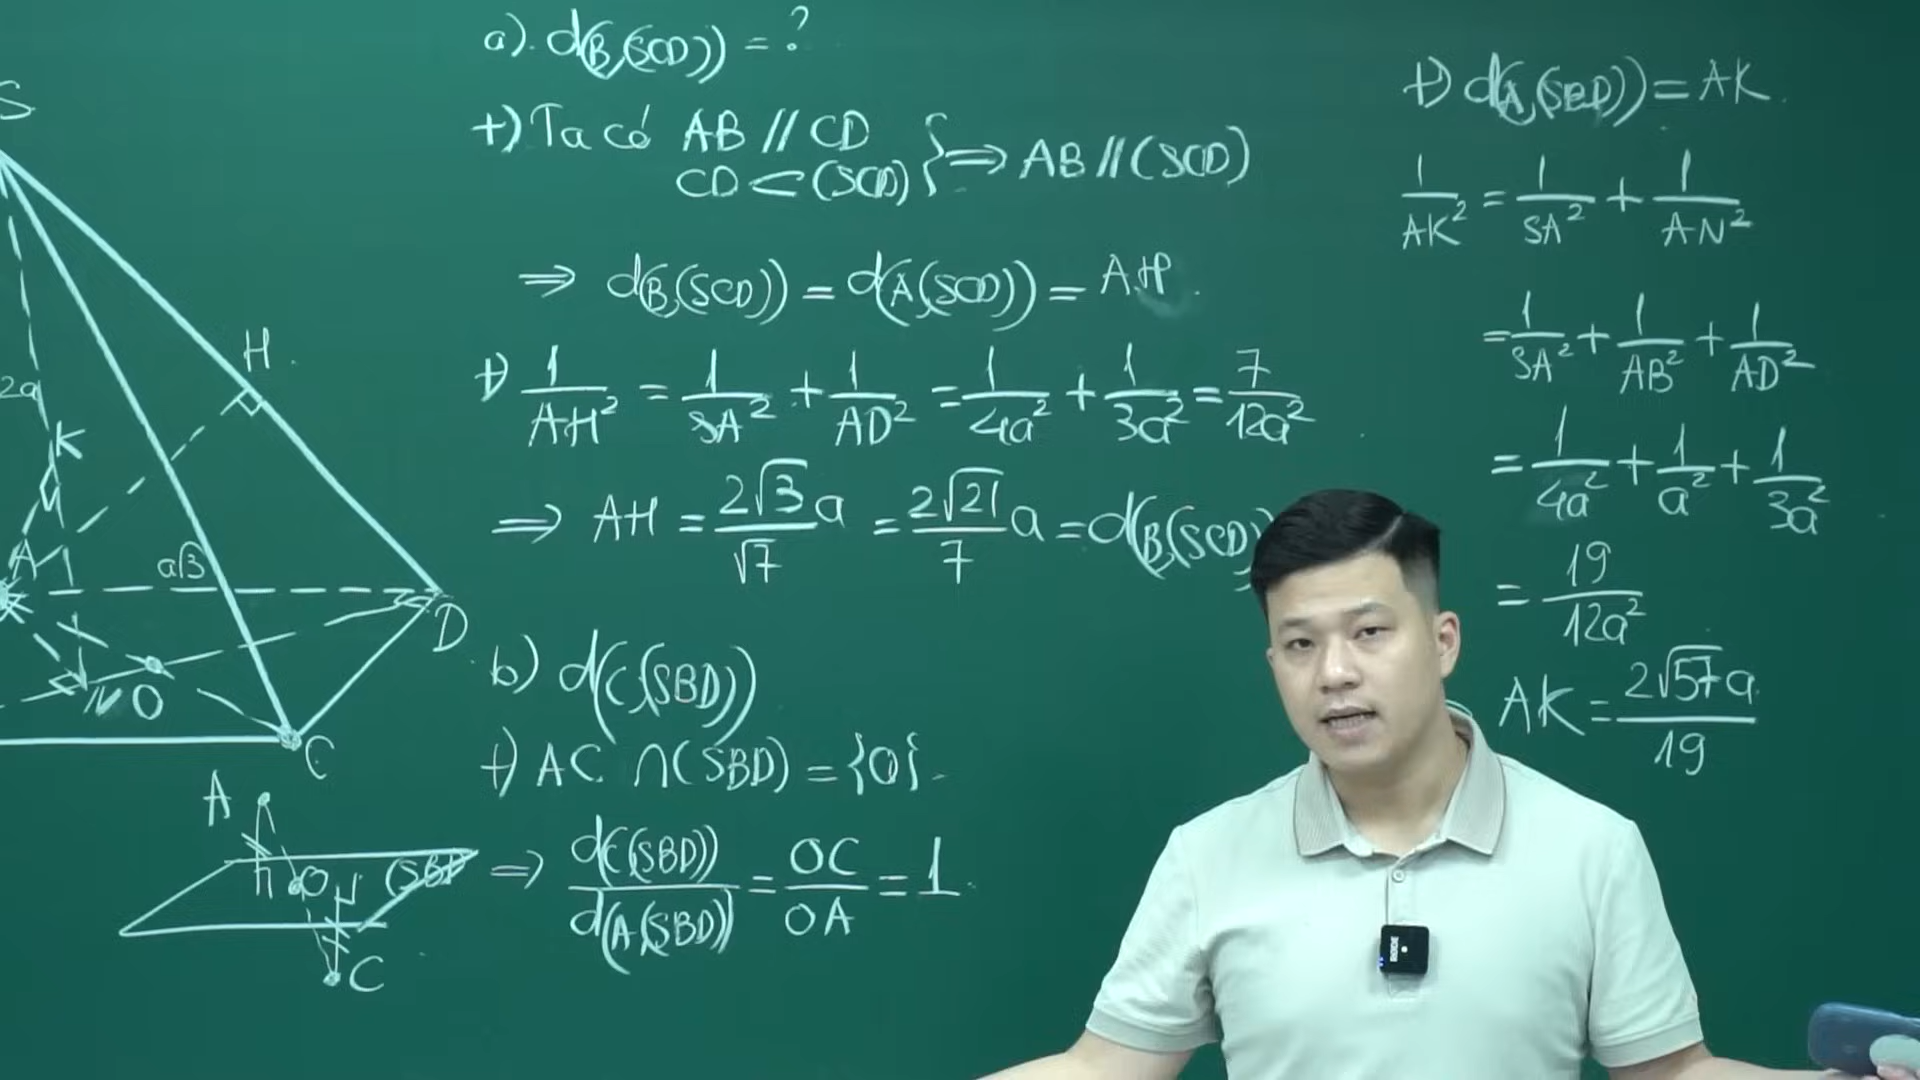 a). d(B,(SCD)) = ?
+) Ta có AB // CD
CD ⊂ (SCD) } ⇒ AB // (SCD)
⇒ d(B,(SCD)) = d(A,(SCD)) = AH.
+) 1/AH² = 1/SA² + 1/AD² = 1/4a² + 1/3a² = 7/12a²
⇒ AH = 2√3/√7 a = 2√21/7 a = d(B,(SCD)
b) d(C,(SBD))
+) AC ∩ (SBD) = {O}.
⇒ d(C,(SBD))/d(A,(SBD)) = OC/OA = 1.
+) d(A,(SBD)) = AK.
1/AK² = 1/SA² + 1/AN²
= 1/SA² + 1/AB² + 1/AD²
= 1/4a² + 1/a² + 1/3a²
= 19/12a²
AK = 2√57a/19
S
H
2a
K
A
a√3
D
N O
C
A
O (SBD
C
RODE